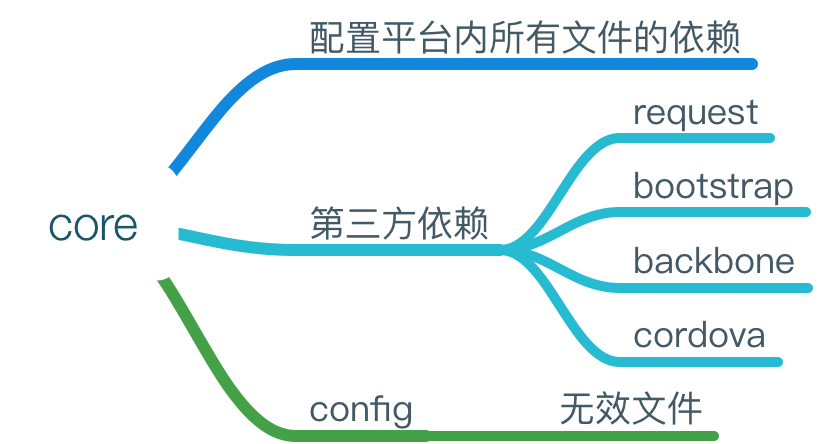 配置平台内所有文件的依赖
request
bootstrap
core
第三方依赖
backbone
cordova
config
无效文件